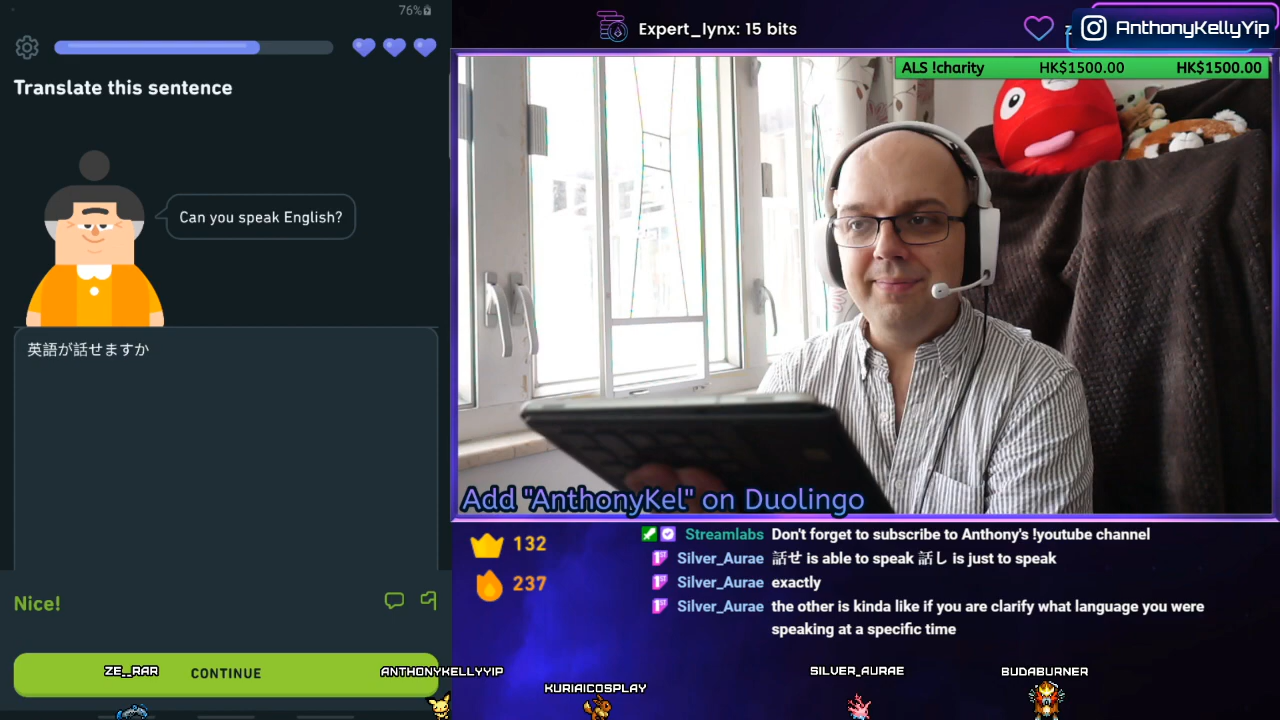 76%
Translate this sentence
Can you speak English?
英語が話せますか
Nice!
CONTINUE
Expert_lynx: 15 bits
z
AnthonyKellyYip
ALS !charity HK$1500.00 HK$1500.00
Add "AnthonyKel" on Duolingo
132
237
Streamlabs Don't forget to subscribe to Anthony's !youtube channel
Silver_Aurae 話せ is able to speak 話し is just to speak
Silver_Aurae exactly
Silver_Aurae the other is kinda like if you are clarify what language you were
speaking at a specific time
ZE__RAR
ANTHONYKELLYYIP
KURIAICOSPLAY
SILVER_AURAE
BUDABURNER